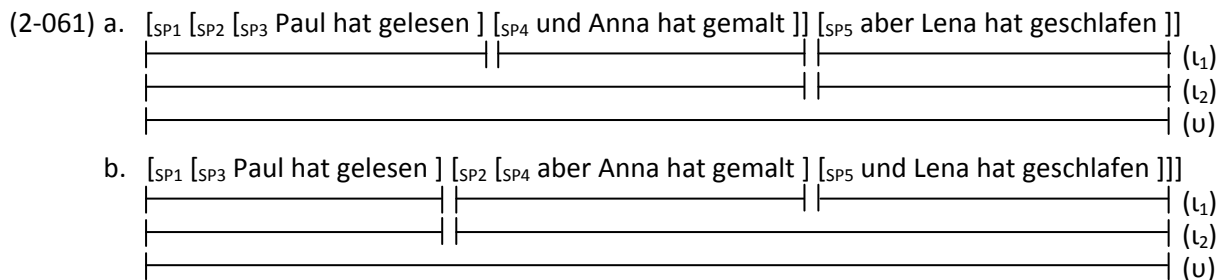 (2-061) a. [SP1 [SP2 [SP3 Paul hat gelesen ] [SP4 und Anna hat gemalt ]] [SP5 aber Lena hat geschlafen ]]
(ι1)
(ι2)
(υ)
b. [SP1 [SP3 Paul hat gelesen ] [SP2 [SP4 aber Anna hat gemalt ] [SP5 und Lena hat geschlafen ]]]
(ι1)
(ι2)
(υ)